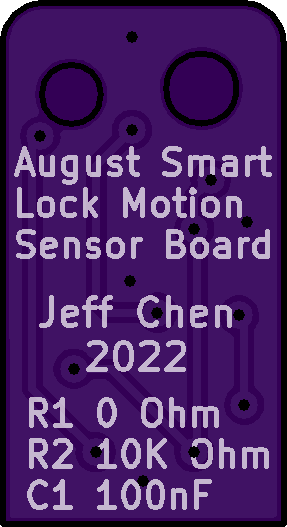 August Smart
Lock Motion
Sensor Board
Jeff Chen
2022
R1 0 Ohm
R2 10K Ohm
C1 100nF